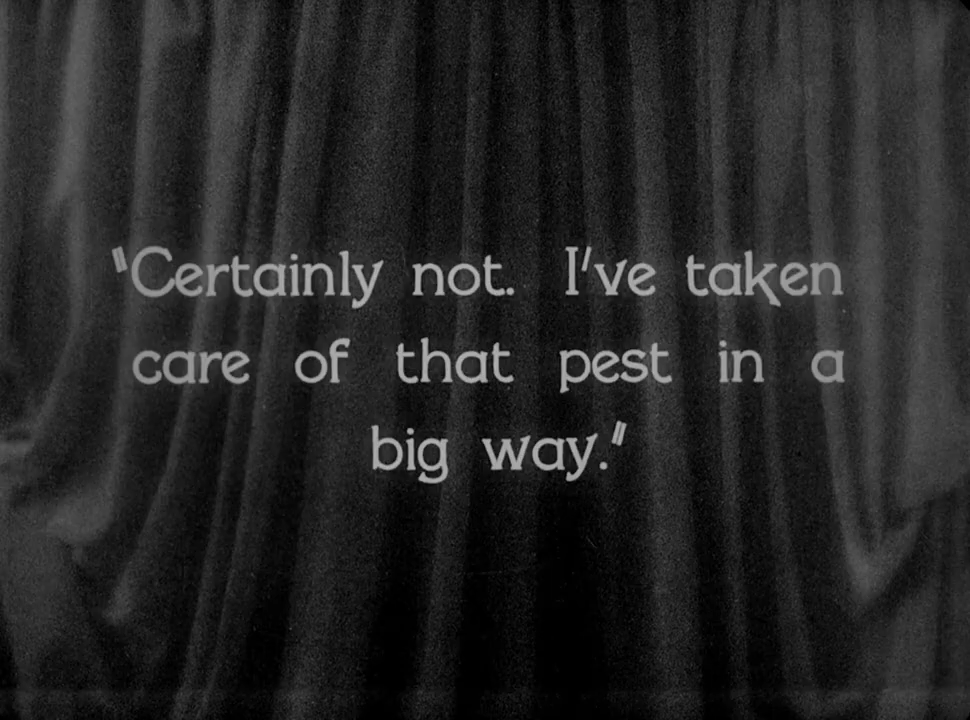 "Certainly not. I've taken
care of that pest in a
big way."